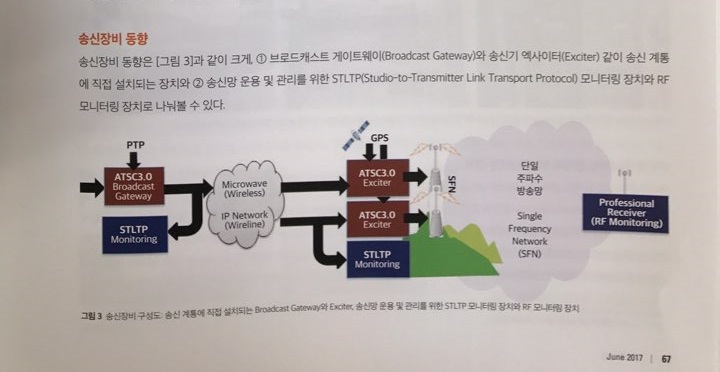 송신장비 동향
송신장비 동향은 [그림 3]과 같이 크게, ① 브로드캐스트 게이트웨이(Broadcast Gateway)와 송신기 엑사이터(Exciter) 같이 송신 계통
에 직접 설치되는 장치와 ② 송신망 운용 및 관리를 위한 STLTP(Studio-to-Transmitter Link Transport Protocol) 모니터링 장치와 RF
모니터링 장치로 나눠볼 수 있다.
PTP
ATSC3.0
Broadcast
Gateway
STLTP
Monitoring
Microwave
(Wireless)
IP Network
(Wireline)
GPS
ATSC3.0
Exciter
ATSC3.0
Exciter
STLTP
Monitoring
SFN
단일
주파수
방송망
Single
Frequency
Network
(SFN)
Professional
Receiver
(RF Monitoring)
그림 3 송신장비 구성도: 송신 계통에 직접 설치되는 Broadcast Gateway와 Exciter, 송신망 운용 및 관리를 위한 STLTP 모니터링 장치와 RF 모니터링 장치
June 2017 | 67